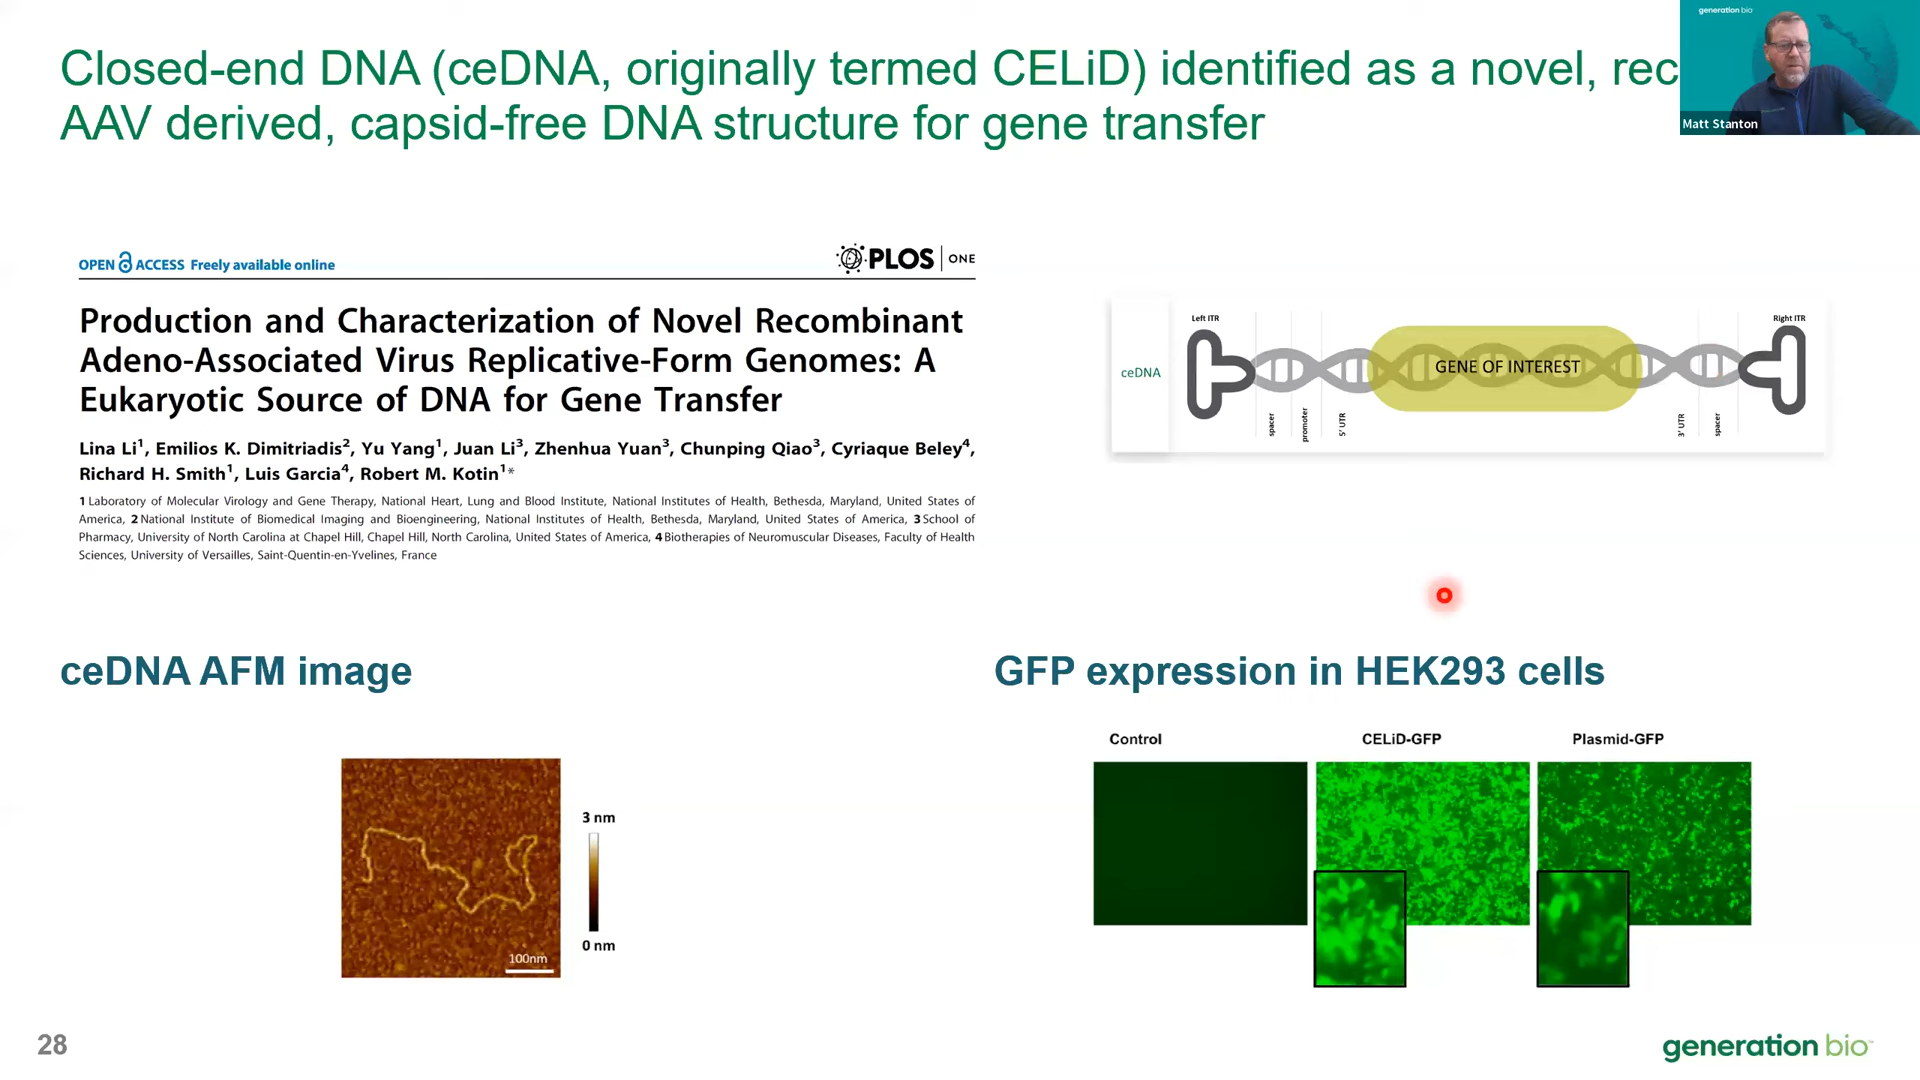 generation bio
Matt Stanton
Closed-end DNA (ceDNA, originally termed CELiD) identified as a novel,
AAV derived, capsid-free DNA structure for gene transfer
OPEN ACCESS Freely available online
PLOS ONE
Production and Characterization of Novel Recombinant
Adeno-Associated Virus Replicative-Form Genomes: A
Eukaryotic Source of DNA for Gene Transfer
Lina Li1, Emilios K. Dimitriadis2, Yu Yang1, Juan Li3, Zhenhua Yuan3, Chunping Qiao3, Cyriaque Beley4,
Richard H. Smith1, Luis Garcia4, Robert M. Kotin1*
1 Laboratory of Molecular Virology and Gene Therapy, National Heart, Lung and Blood Institute, National Institutes of Health, Bethesda, Maryland, United States of
America, 2 National Institute of Biomedical Imaging and Bioengineering, National Institutes of Health, Bethesda, Maryland, United States of America, 3 School of
Pharmacy, University of North Carolina at Chapel Hill, Chapel Hill, North Carolina, United States of America, 4 Biotherapies of Neuromuscular Diseases, Faculty of Health
Sciences, University of Versailles, Saint-Quentin-en-Yvelines, France
Left ITR
Right ITR
ceDNA
GENE OF INTEREST
spacer
promoter
5' UTR
3' UTR
spacer
ceDNA AFM image
3 nm
0 nm
100nm
GFP expression in HEK293 cells
Control
CELiD-GFP
Plasmid-GFP
28
generation bio™